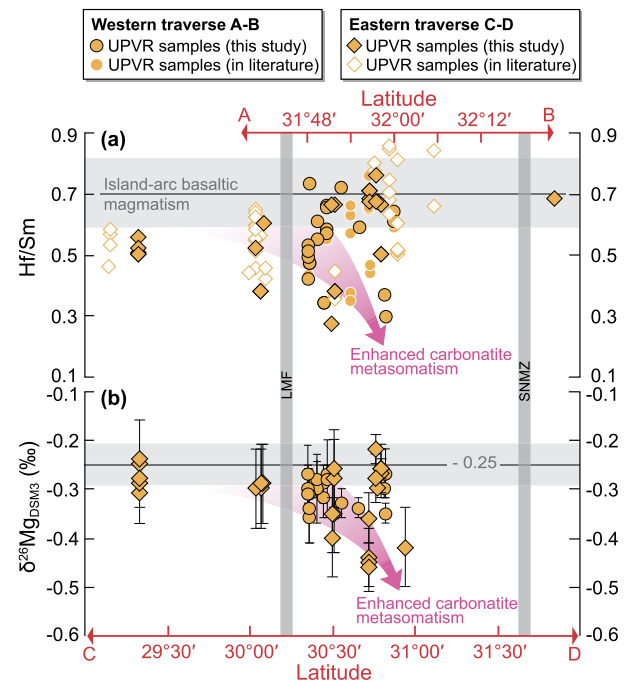 Western traverse A-B
UPVR samples (this study)
UPVR samples (in literature)
Eastern traverse C-D
UPVR samples (this study)
UPVR samples (in literature)
Latitude
A
B
31°48′ 32°00′ 32°12′
(a)
0.9 0.9
Island-arc basaltic
magmatism
0.7 0.7
Hf/Sm
0.5 0.5
0.3 0.3
Enhanced carbonatite
metasomatism
0.1 0.1
LMF
SNMZ
(b)
-0.1 -0.1
-0.2 -0.2
- 0.25
δ²⁶Mg_DSM3 (‰)
-0.3 -0.3
-0.4 -0.4
-0.5 -0.5
Enhanced carbonatite
metasomatism
-0.6 -0.6
C
D
29°30′ 30°00′ 30°30′ 31°00′ 31°30′
Latitude